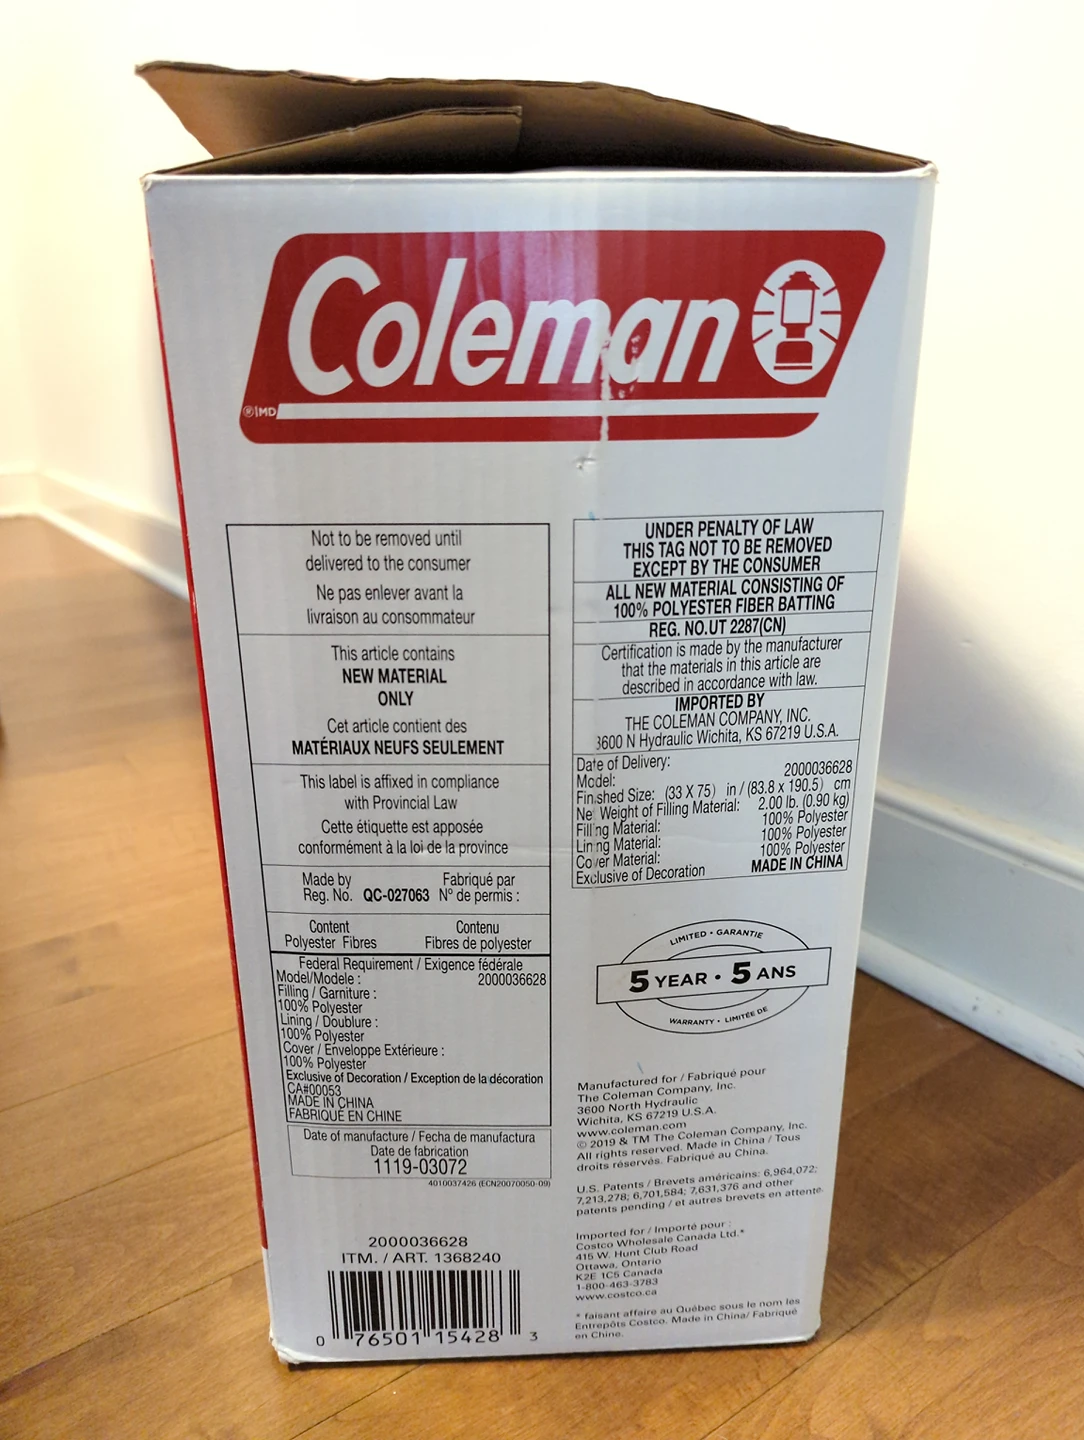 Coleman
®|MD
Not to be removed until
delivered to the consumer
Ne pas enlever avant la
livraison au consommateur
This article contains
NEW MATERIAL
ONLY
Cet article contient des
MATÉRIAUX NEUFS SEULEMENT
This label is affixed in compliance
with Provincial Law
Cette étiquette est apposée
conformément à la loi de la province
Made by Fabriqué par
Reg. No. QC-027063 N° de permis :
Content Contenu
Polyester Fibres Fibres de polyester
Federal Requirement / Exigence fédérale
Model/Modele : 2000036628
Filling / Garniture :
100% Polyester
Lining / Doublure :
100% Polyester
Cover / Enveloppe Extérieure :
100% Polyester
Exclusive of Decoration / Exception de la décoration
CA#00053
MADE IN CHINA
FABRIQUÉ EN CHINE
Date of manufacture / Fecha de manufactura
Date de fabrication
1119-03072
4010037426 (ECN20070050-09)
2000036628
ITM. / ART. 1368240
0 76501 15428 3
UNDER PENALTY OF LAW
THIS TAG NOT TO BE REMOVED
EXCEPT BY THE CONSUMER
ALL NEW MATERIAL CONSISTING OF
100% POLYESTER FIBER BATTING
REG. NO.UT 2287(CN)
Certification is made by the manufacturer
that the materials in this article are
described in accordance with law.
IMPORTED BY
THE COLEMAN COMPANY, INC.
3600 N Hydraulic Wichita, KS 67219 U.S.A.
Date of Delivery:
Model: 2000036628
Finished Size: (33 X 75) in / (83.8 x 190.5) cm
Net Weight of Filling Material: 2.00 lb. (0.90 kg)
Filling Material: 100% Polyester
Lining Material: 100% Polyester
Cover Material: 100% Polyester
Exclusive of Decoration MADE IN CHINA
LIMITED • GARANTIE
5 YEAR • 5 ANS
WARRANTY • LIMITÉE DE
Manufactured for / Fabriqué pour
The Coleman Company, Inc.
3600 North Hydraulic
Wichita, KS 67219 U.S.A.
www.coleman.com
© 2019 & TM The Coleman Company, Inc.
All rights reserved. Made in China / Tous
droits réservés. Fabriqué au China.
U.S. Patents / Brevets américains: 6,964,072;
7,213,278; 6,701,584; 7,631,376 and other
patents pending / et autres brevets en attente.
Imported for / Importé pour :
Costco Wholesale Canada Ltd.*
415 W. Hunt Club Road
Ottawa, Ontario
K2E 1C5 Canada
1-800-463-3783
www.costco.ca
* faisant affaire au Québec sous le nom les
Entrepôts Costco. Made in China/ Fabriqué
en Chine.